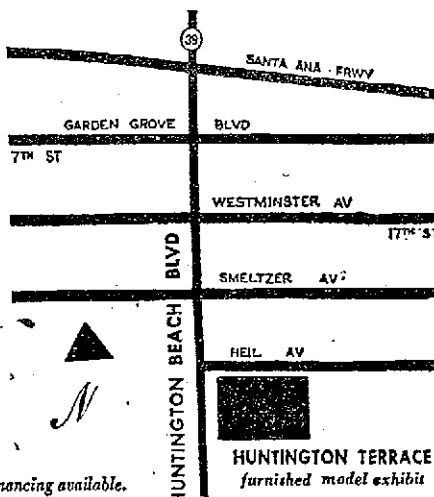 39
SANTA ANA FRWY
GARDEN GROVE BLVD
7TH ST
WESTMINSTER AV
17TH ST
HUNTINGTON BEACH BLVD
SMELTZER AV
HEIL AV
N
HUNTINGTON TERRACE
furnished model exhibit
nancing available.